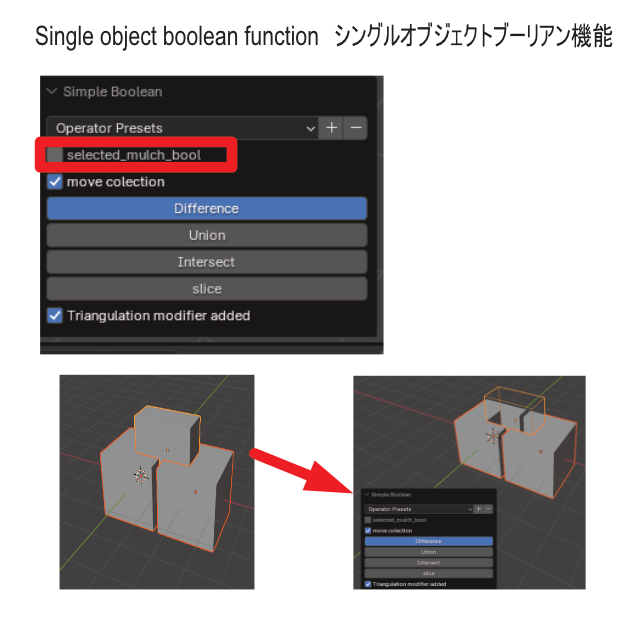 Single object boolean function シングルオブジェクトブーリアン機能
Simple Boolean
Operator Presets
selected_mulch_bool
move colection
Difference
Union
Intersect
slice
Triangulation modifier added
Simple Boolean
Operator Presets
selected_mulch_bool
move colection
Difference
Union
Intersect
slice
Triangulation modifier added